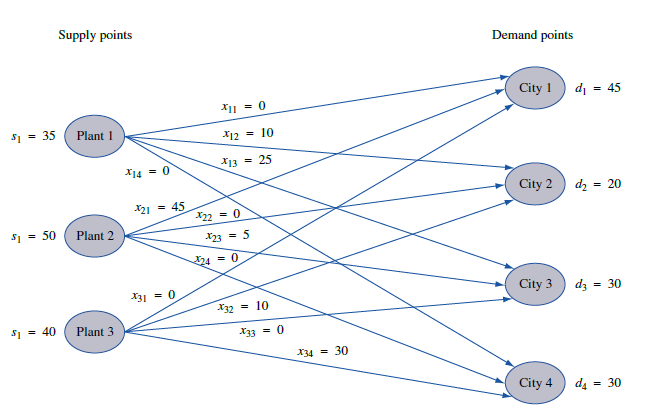 Supply points
Demand points
City 1
d₁ = 45
x₁₁ = 0
s₁ = 35
Plant 1
x₁₂ = 10
x₁₃ = 25
x₁₄ = 0
City 2
d₂ = 20
x₂₁ = 45
x₂₂ = 0
s₁ = 50
Plant 2
x₂₃ = 5
x₂₄ = 0
City 3
d₃ = 30
x₃₁ = 0
x₃₂ = 10
s₁ = 40
Plant 3
x₃₃ = 0
x₃₄ = 30
City 4
d₄ = 30